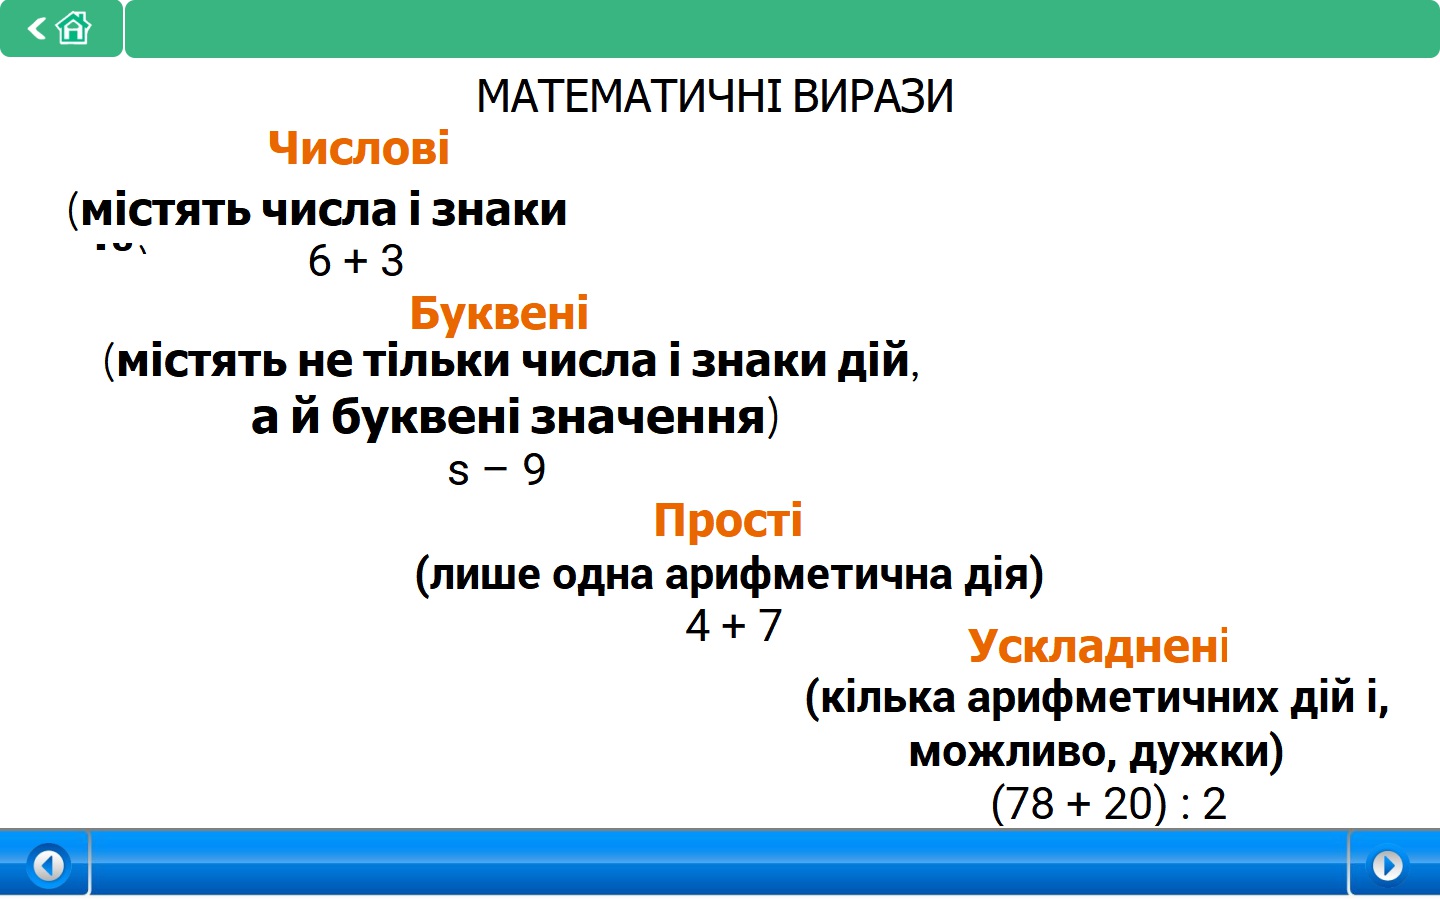 МАТЕМАТИЧНІ ВИРАЗИ
Числові
(містять числа і знаки
6 + 3
Буквені
(містять не тільки числа і знаки дій,
а й буквені значення)
s – 9
Прості
(лише одна арифметична дія)
4 + 7
Ускладнені
(кілька арифметичних дій і,
можливо, дужки)
(78 + 20) : 2